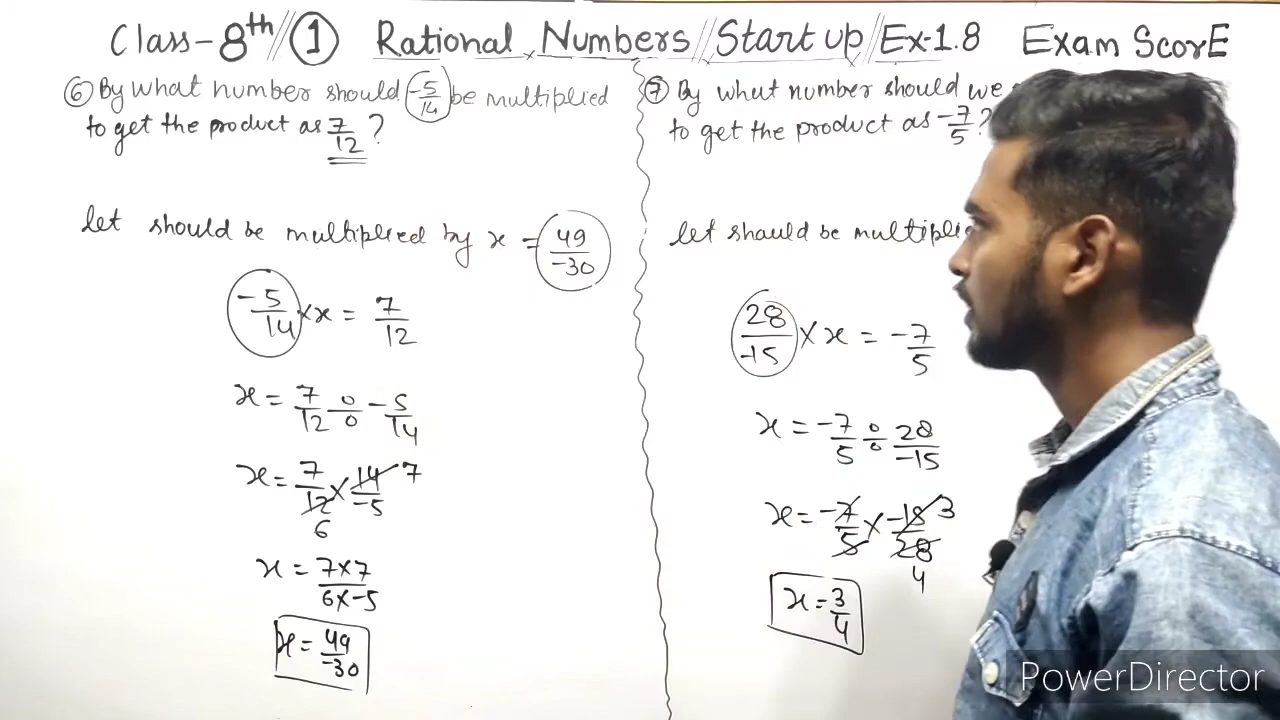 Class-8th // ① Rational Numbers // Start up // Ex-1.8 Exam ScorE
⑥ By what number should -5/14 be multiplied
to get the product as 7/12 ?
let should be multiplied by x = 49/-30
-5/14 × x = 7/12
x = 7/12 ÷ -5/14
x = 7/12 × 14/-5 7
6
x = 7×7/6×-5
x = 49/-30
⑦ By what number should we
to get the product as -7/5 ?
let should be
28/-15 × x = -7/5
x = -7/5 ÷ 28/-15
x = -7/5 × -15/28 3
4
x = 3/4
PowerDirector